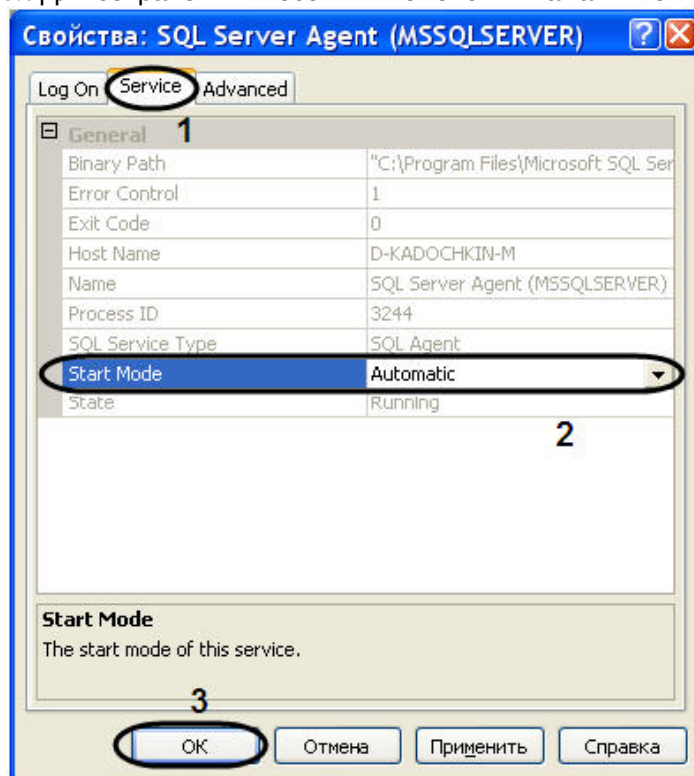 Свойства: SQL Server Agent (MSSQLSERVER)
Log On Service Advanced
1
General
Binary Path "C:\Program Files\Microsoft SQL Ser
Error Control 1
Exit Code 0
Host Name D-KADOCHKIN-M
Name SQL Server Agent (MSSQLSERVER)
Process ID 3244
SQL Service Type SQL Agent
Start Mode Automatic
State Running
2
Start Mode
The start mode of this service.
3
ОК Отмена Применить Справка